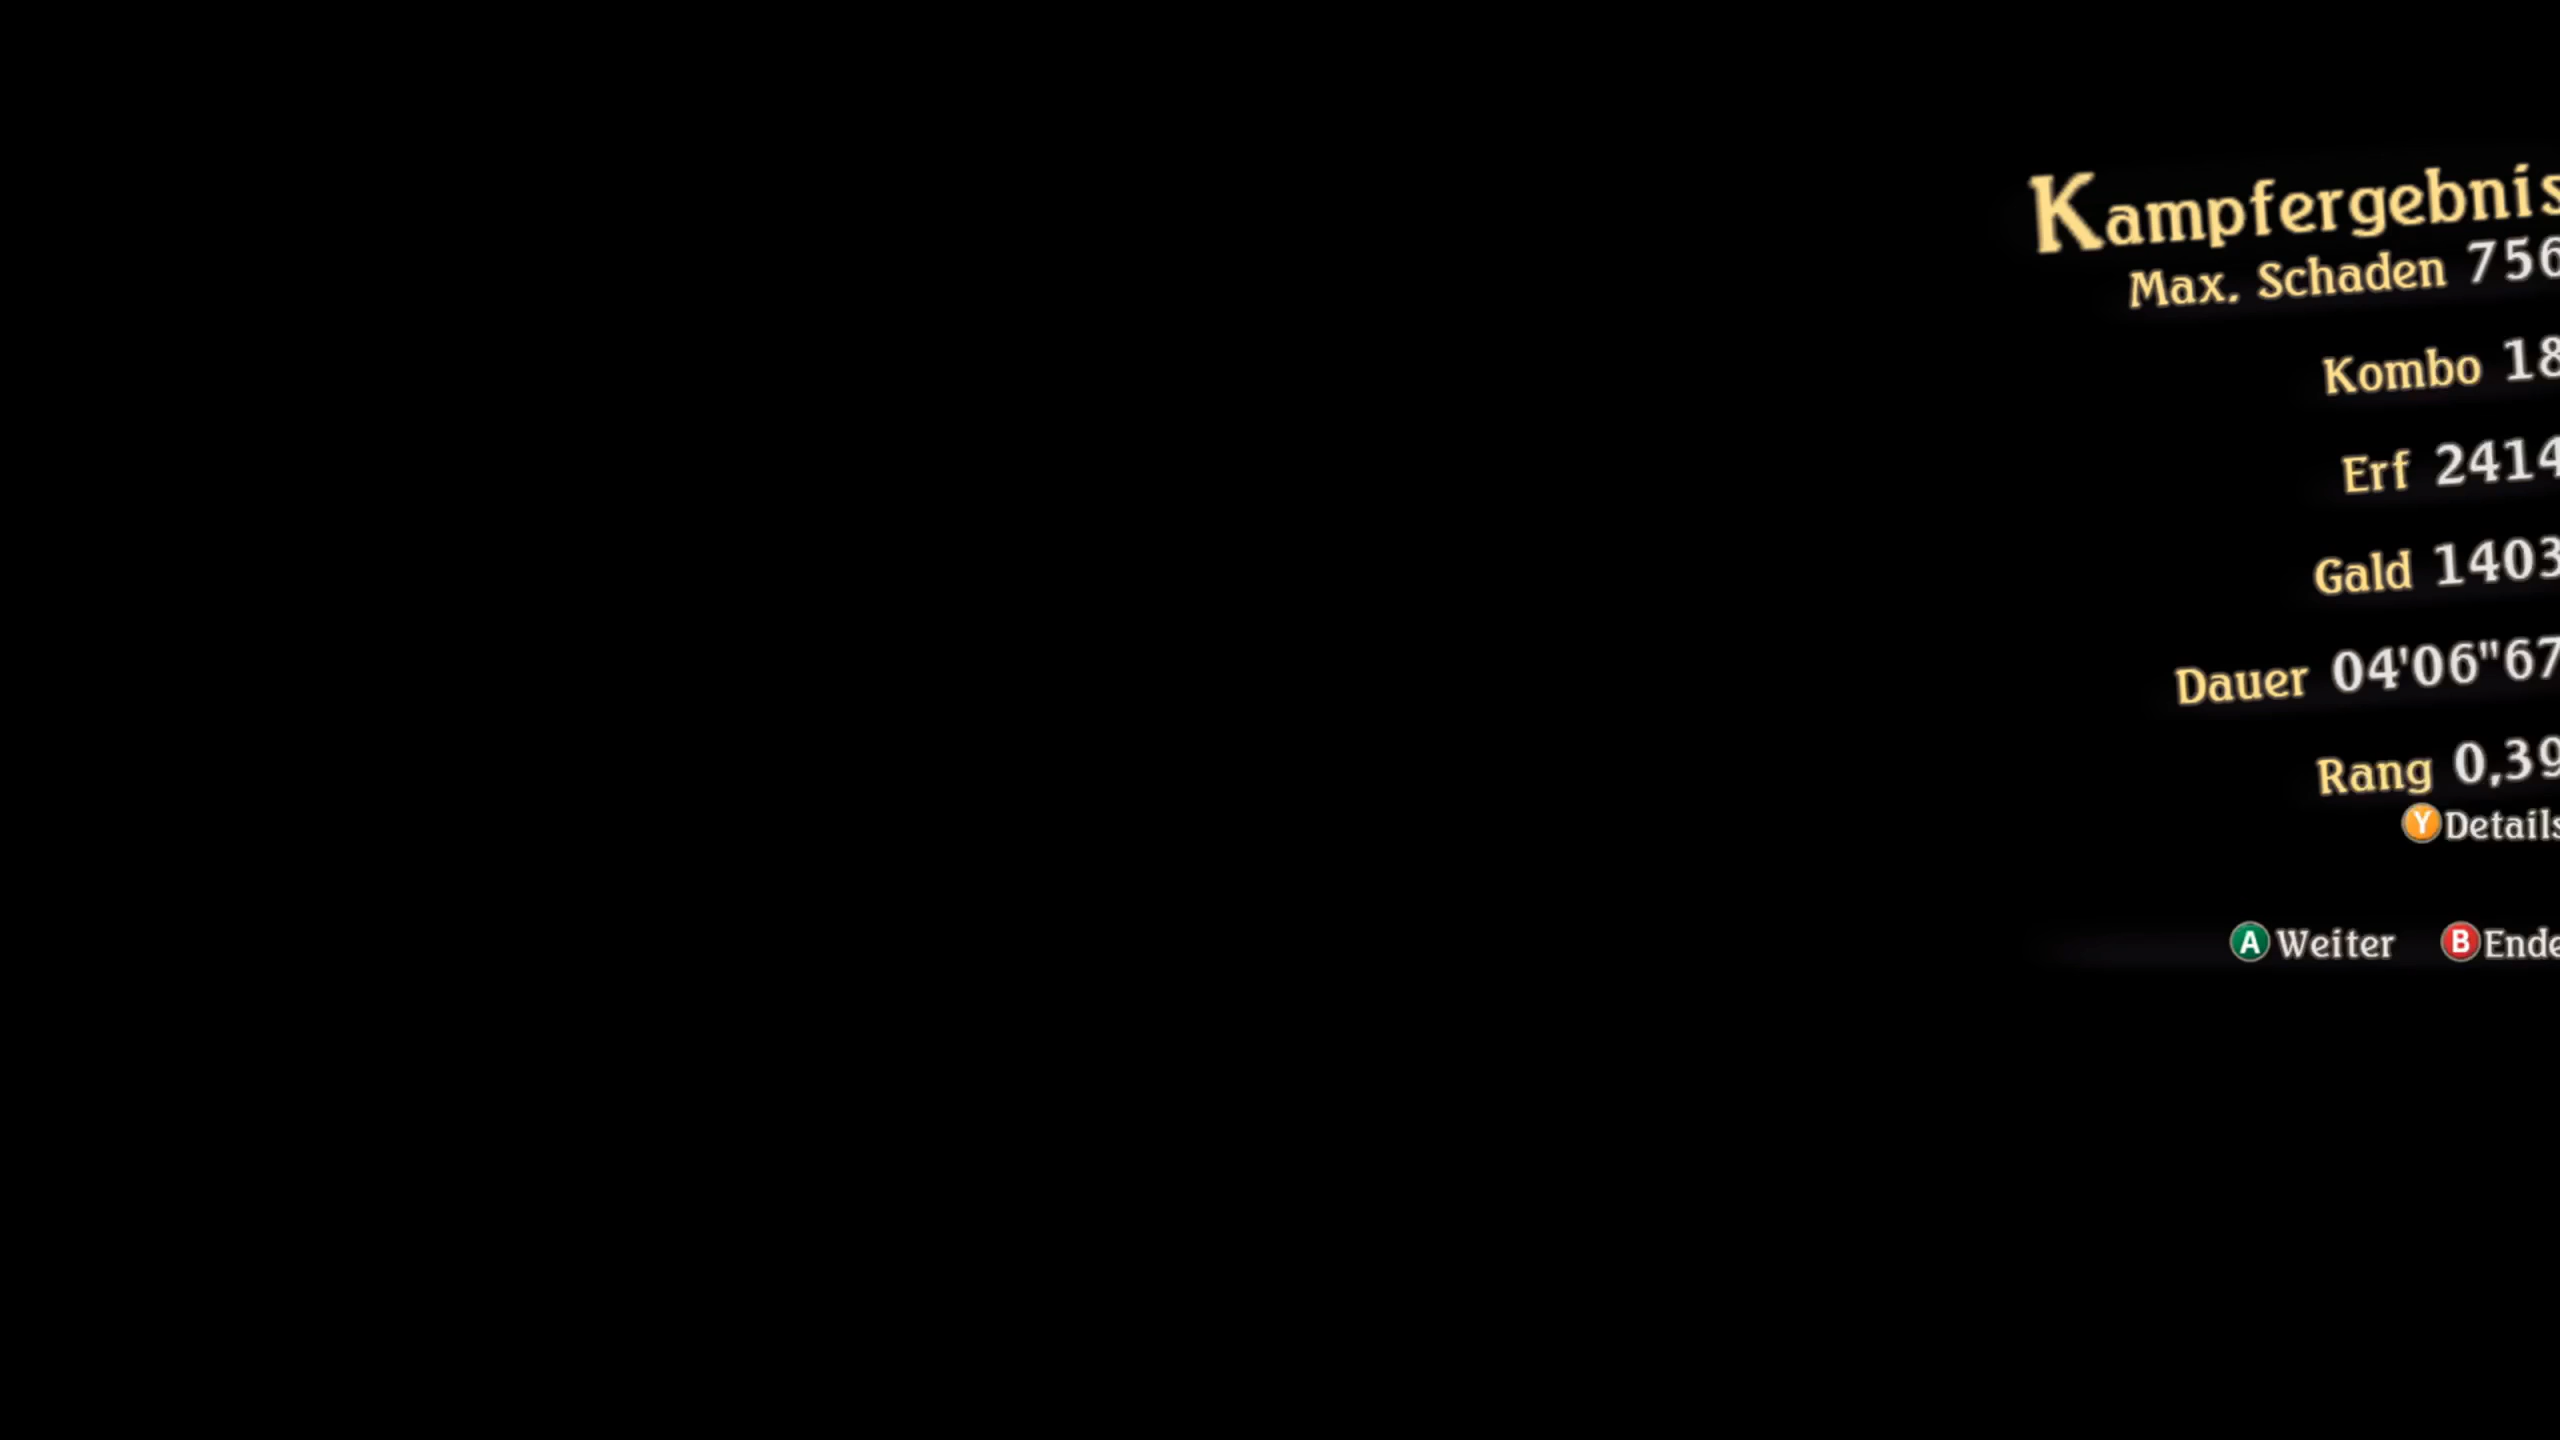 Kampfergebnis
Max. Schaden 756
Kombo 18
Erf 2414
Gald 1403
Dauer 04'06"67
Rang 0,39
Y Details
A Weiter B Ende